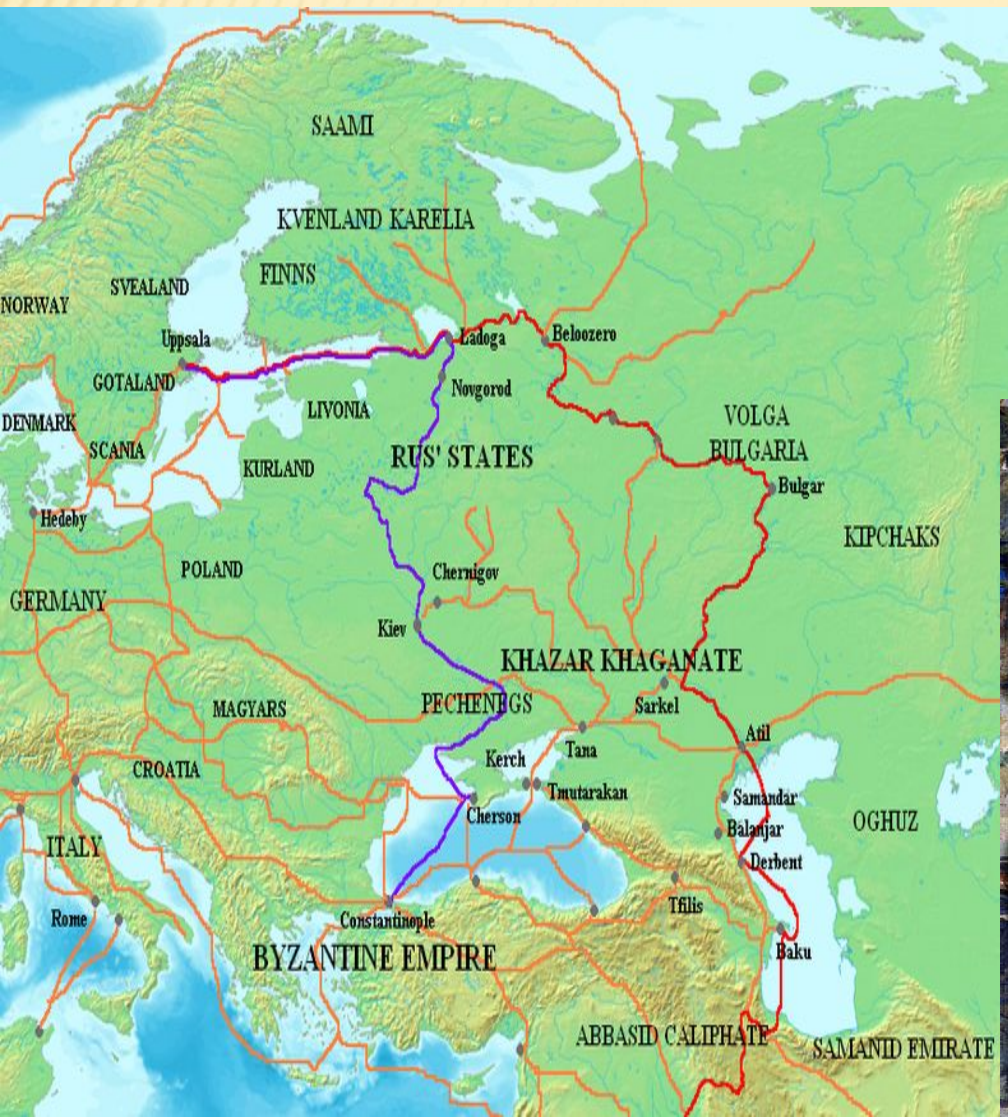 SAAMI
KVENLAND KARELIA
FINNS
SVEALAND
NORWAY
Uppsala
Ladoga
Beloozero
GOTALAND
Novgorod
LIVONIA
DENMARK
VOLGA
BULGARIA
SCANIA
RUS' STATES
KURLAND
Bulgar
Hedeby
KIPCHAKS
POLAND
Chernigov
GERMANY
Kiev
KHAZAR KHAGANATE
PECHENEGS
Sarkel
MAGYARS
Atil
Tana
Kerch
CROATIA
Tmutarakan
Samandar
Cherson
OGHUZ
Balanjar
ITALY
Derbent
Tfilis
Rome
Constantinople
Baku
BYZANTINE EMPIRE
ABBASID CALIPHATE
SAMANID EMIRATE